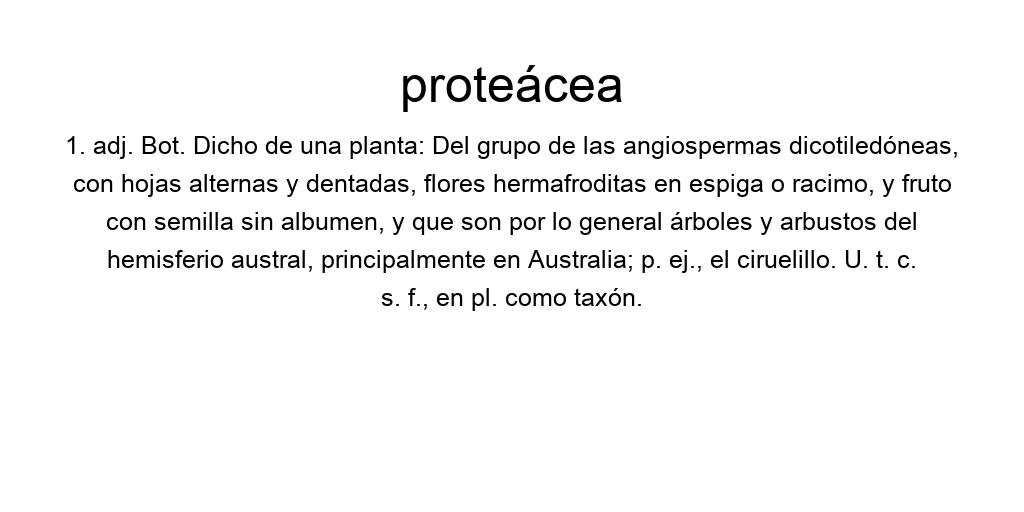 proteácea
1. adj. Bot. Dicho de una planta: Del grupo de las angiospermas dicotiledóneas,
con hojas alternas y dentadas, flores hermafroditas en espiga o racimo, y fruto
con semilla sin albumen, y que son por lo general árboles y arbustos del
hemisferio austral, principalmente en Australia; p. ej., el ciruelillo. U. t. c.
s. f., en pl. como taxón.